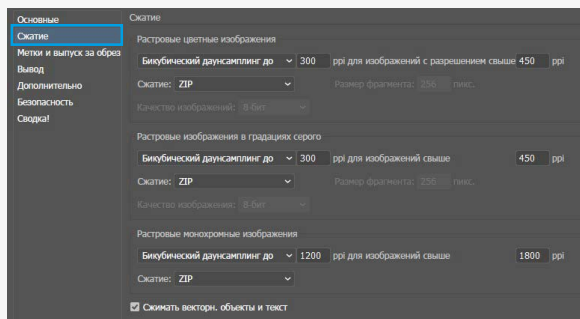 Основные
Сжатие
Метки и выпуск за обрез
Вывод
Дополнительно
Безопасность
Сводка!
Сжатие
Растровые цветные изображения
Бикубический даунсамплинг до 300 ppi для изображений с разрешением свыше 450 ppi
Сжатие: ZIP Размер фрагмента: 256 пикс.
Качество изображений: 8-бит
Растровые изображения в градациях серого
Бикубический даунсамплинг до 300 ppi для изображений свыше 450 ppi
Сжатие: ZIP Размер фрагмента: 256 пикс.
Качество изображения: 8-бит
Растровые монохромные изображения
Бикубический даунсамплинг до 1200 ppi для изображений свыше 1800 ppi
Сжатие: ZIP
Сжимать векторн. объекты и текст